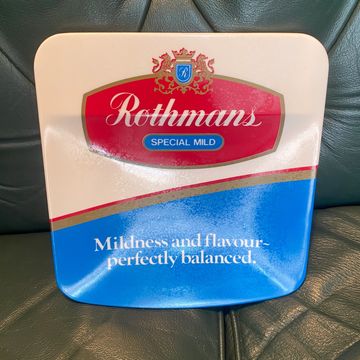 R
Rothmans
SPECIAL MILD
Mildness and flavour~
perfectly balanced.